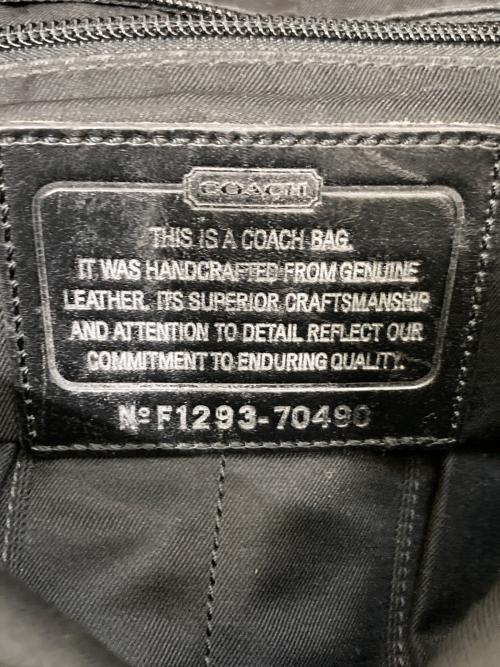 COACH
THIS IS A COACH BAG.
IT WAS HANDCRAFTED FROM GENUINE
LEATHER. ITS SUPERIOR CRAFTSMANSHIP
AND ATTENTION TO DETAIL REFLECT OUR
COMMITMENT TO ENDURING QUALITY.
Nº F1293-70490